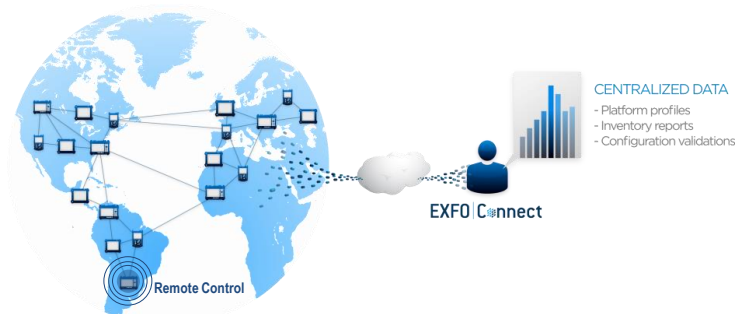 CENTRALIZED DATA
- Platform profiles
- Inventory reports
- Configuration validations
EXFO Connect
Remote Control